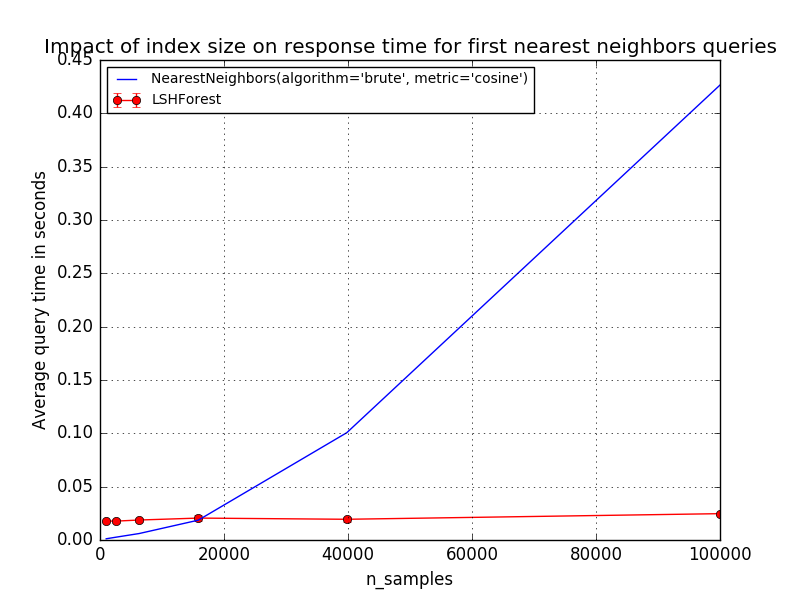 Impact of index size on response time for first nearest neighbors queries
NearestNeighbors(algorithm='brute', metric='cosine')
LSHForest
Average query time in seconds
0.45
0.40
0.35
0.30
0.25
0.20
0.15
0.10
0.05
0.00
0 20000 40000 60000 80000 100000
n_samples